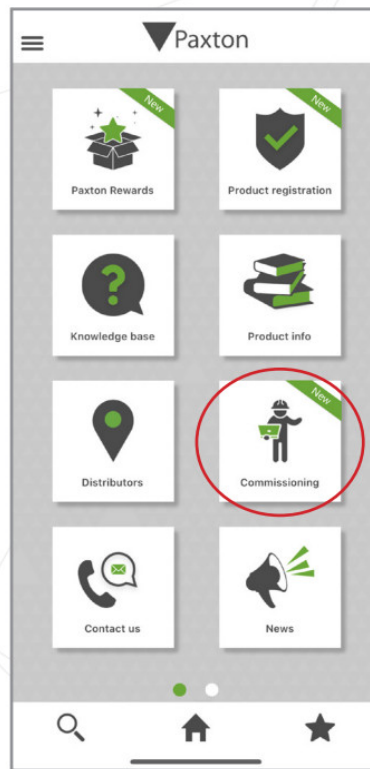 Paxton
New
New
Paxton Rewards
Product registration
?
Knowledge base
Product info
New
Distributors
Commissioning
Contact us
News